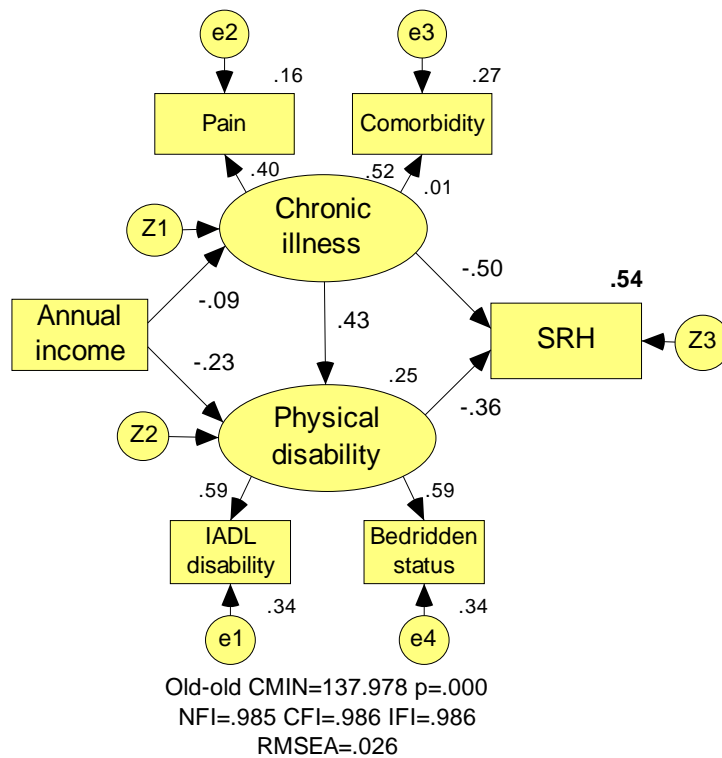 e2
e3
.16
.27
Pain
Comorbidity
.40
.52
.01
Z1
Chronic
illness
-.50
.54
Annual
income
-.09
.43
SRH
Z3
-.23
.25
-.36
Z2
Physical
disability
.59
.59
IADL
disability
Bedridden
status
.34
.34
e1
e4
Old-old CMIN=137.978 p=.000
NFI=.985 CFI=.986 IFI=.986
RMSEA=.026